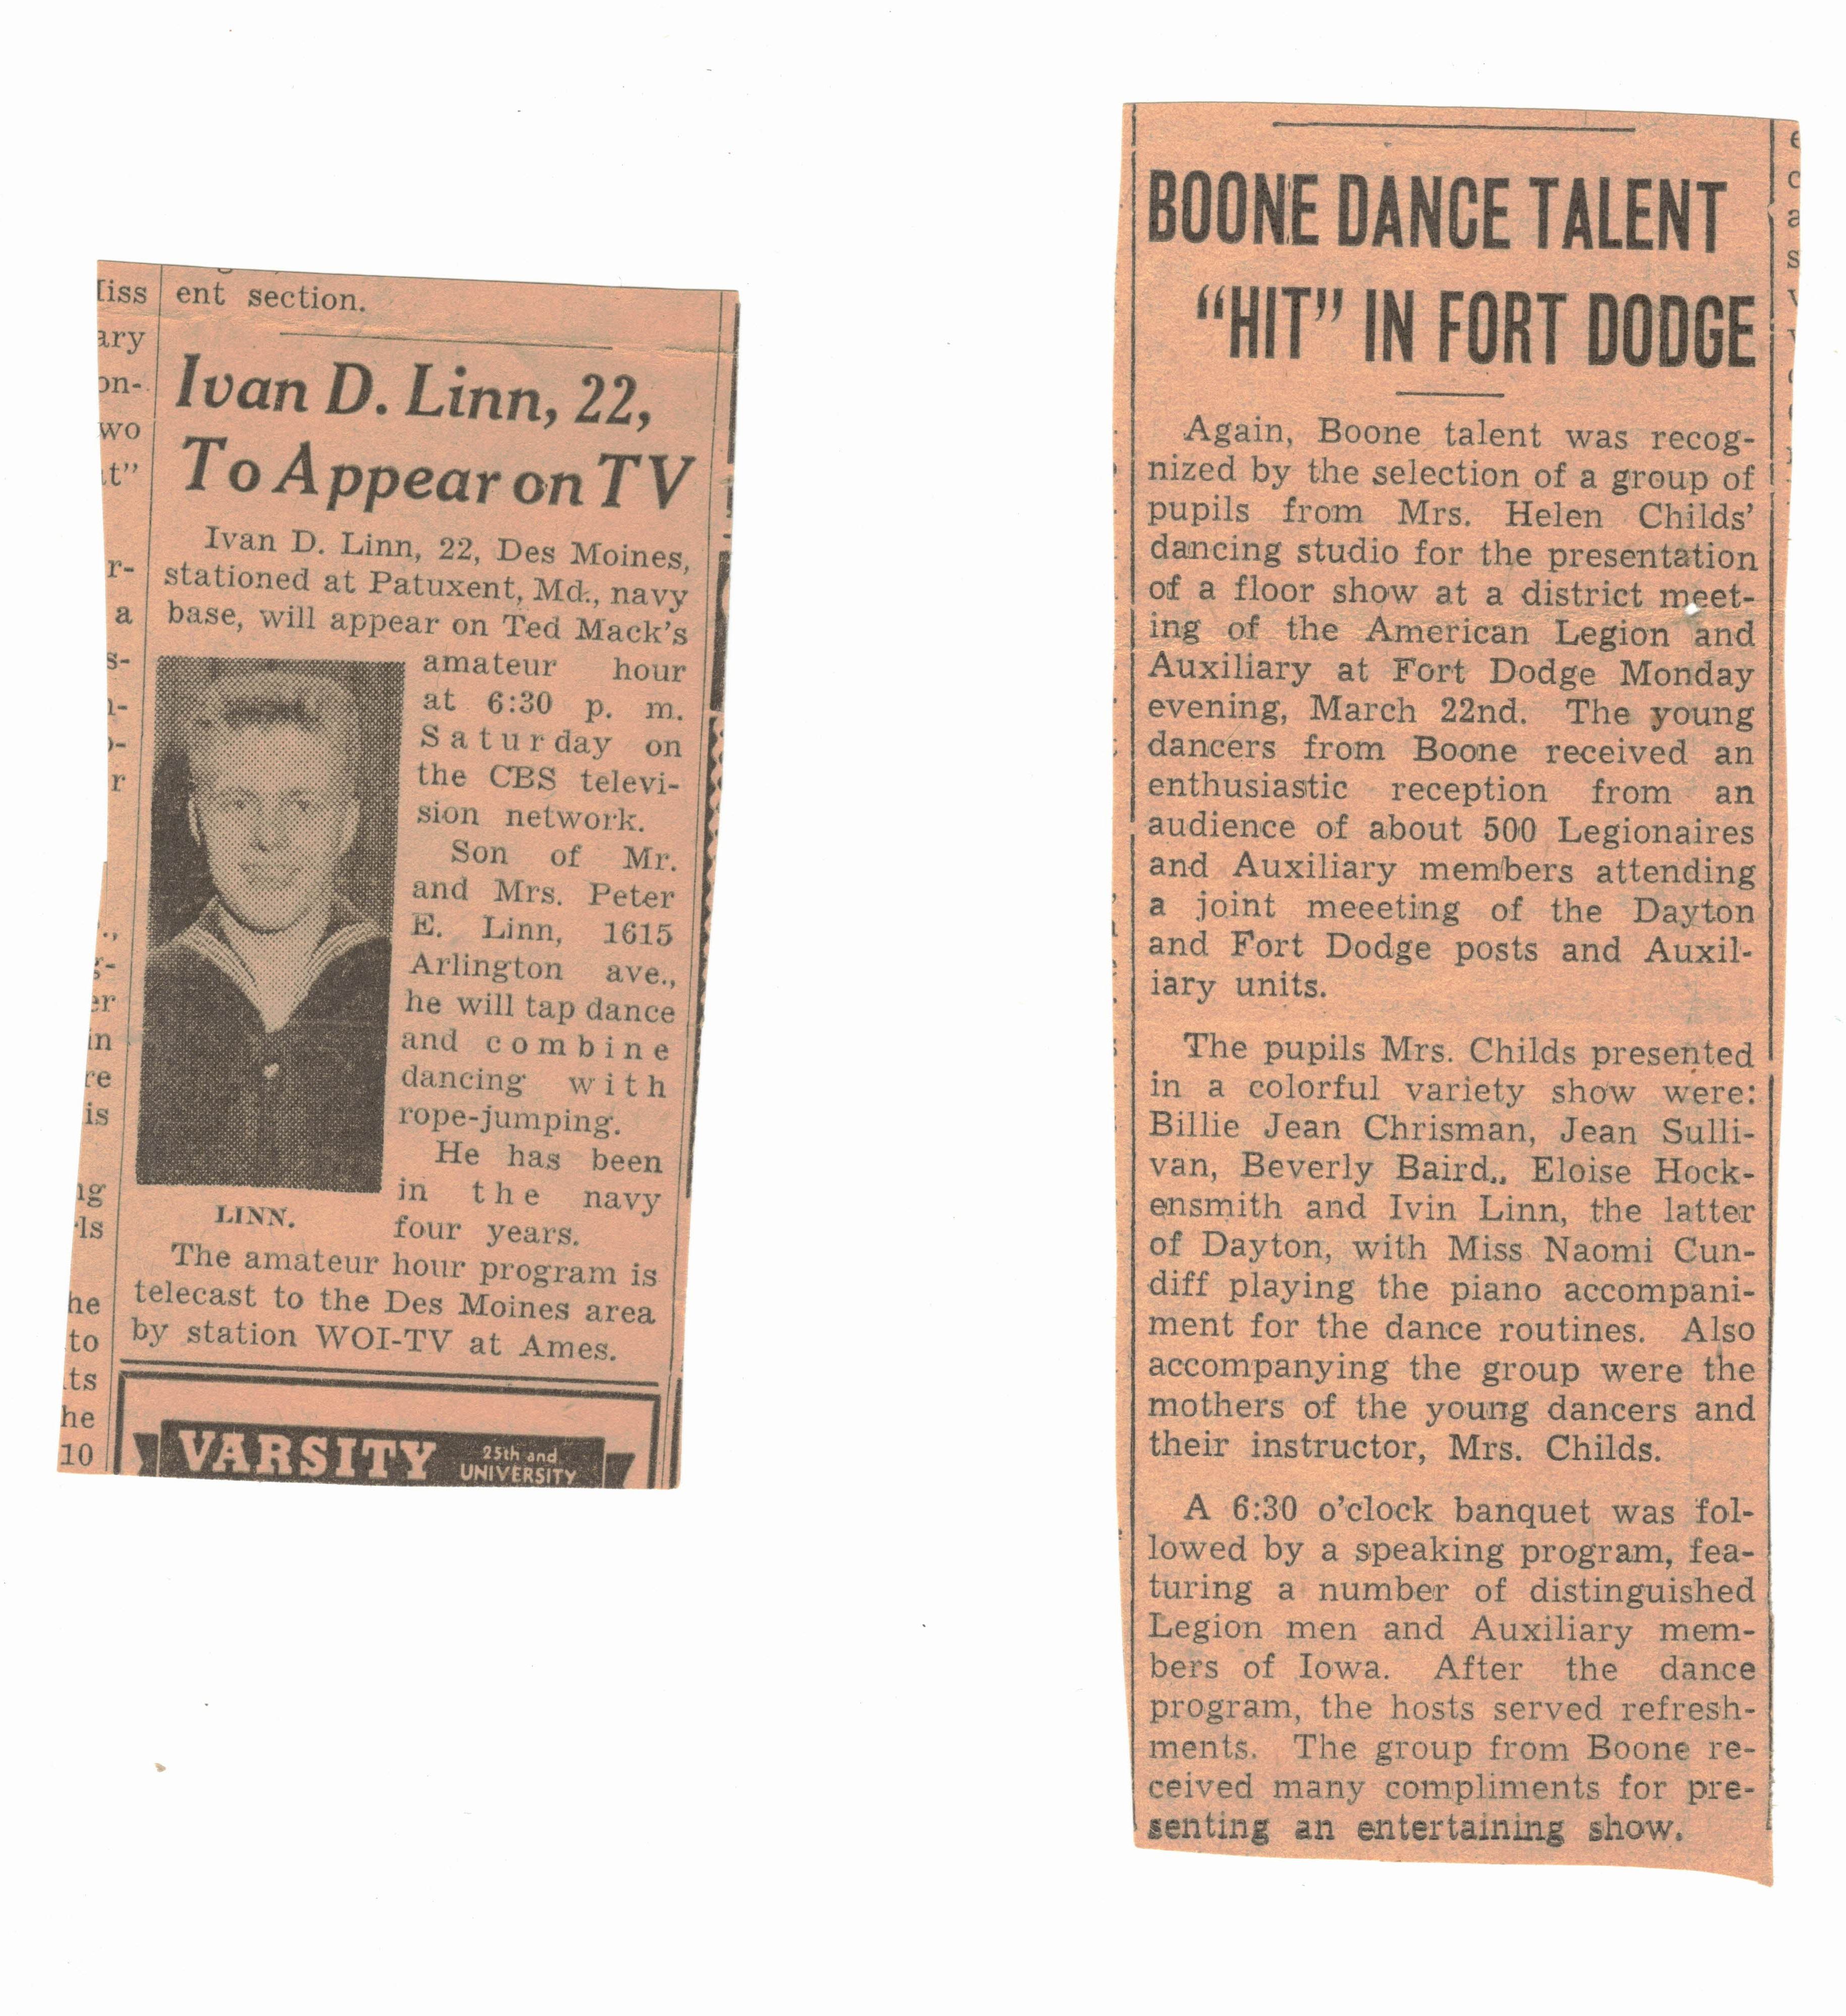 ent section.
Ivan D. Linn, 22,
To Appear on TV
Ivan D. Linn, 22, Des Moines,
stationed at Patuxent, Md., navy
base, will appear on Ted Mack's
amateur hour
at 6:30 p. m.
Saturday on
the CBS televi-
sion network.
Son of Mr.
and Mrs. Peter
E. Linn, 1615
Arlington ave.,
he will tap dance
and combine
dancing with
rope-jumping.
He has been
in the navy
four years.
LINN.
The amateur hour program is
telecast to the Des Moines area
by station WOI-TV at Ames.
VARSITY 25th and
UNIVERSITY
iss
ary
on-
wo
t”
r-
a
s-
r
er
in
re
is
he
to
ts
he
10
BOONE DANCE TALENT
“HIT” IN FORT DODGE
Again, Boone talent was recog-
nized by the selection of a group of
pupils from Mrs. Helen Childs’
dancing studio for the presentation
of a floor show at a district meet-
ing of the American Legion and
Auxiliary at Fort Dodge Monday
evening, March 22nd. The young
dancers from Boone received an
enthusiastic reception from an
audience of about 500 Legionaires
and Auxiliary members attending
a joint meeeting of the Dayton
and Fort Dodge posts and Auxil-
iary units.
The pupils Mrs. Childs presented
in a colorful variety show were:
Billie Jean Chrisman, Jean Sulli-
van, Beverly Baird,, Eloise Hock-
ensmith and Ivin Linn, the latter
of Dayton, with Miss Naomi Cun-
diff playing the piano accompani-
ment for the dance routines. Also
accompanying the group were the
mothers of the young dancers and
their instructor, Mrs. Childs.
A 6:30 o’clock banquet was fol-
lowed by a speaking program, fea-
turing a number of distinguished
Legion men and Auxiliary mem-
bers of Iowa. After the dance
program, the hosts served refresh-
ments. The group from Boone re-
ceived many compliments for pre-
senting an entertaining show.